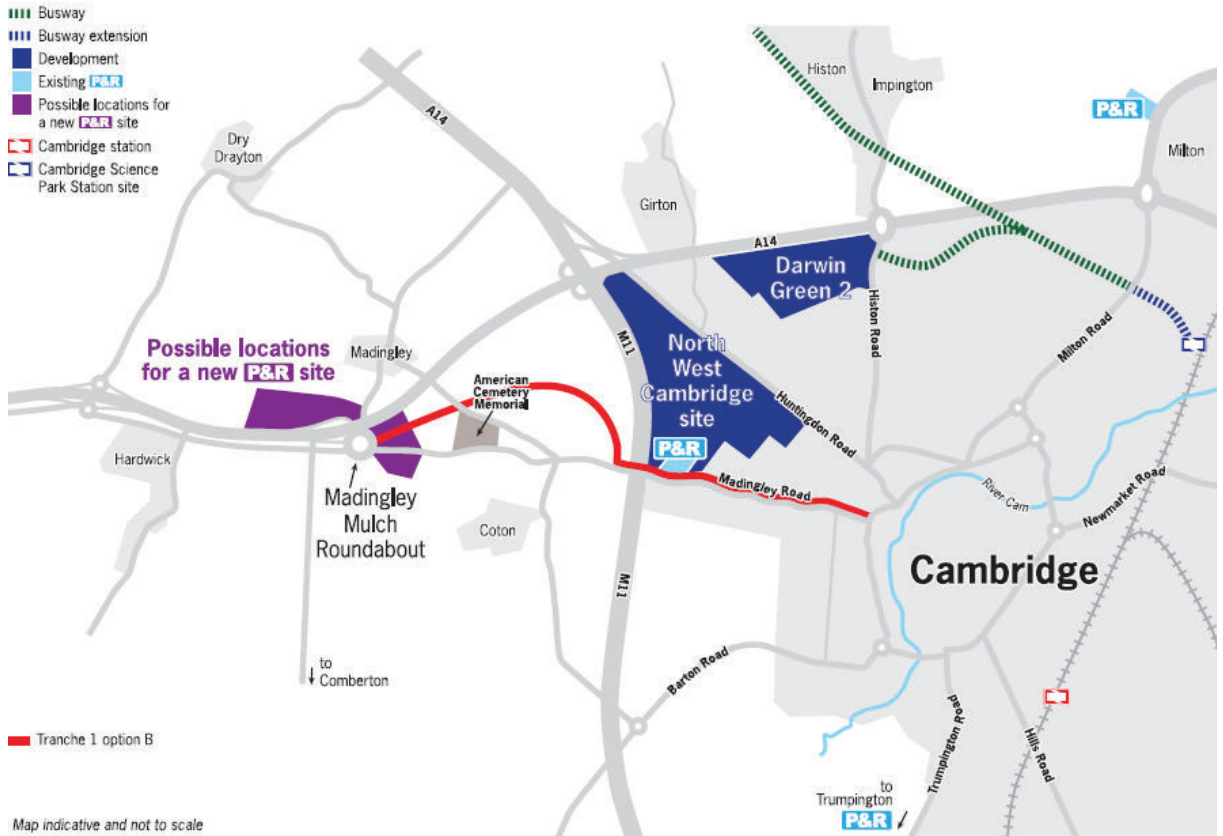 Busway
Busway extension
Development
Existing P&R
Possible locations for
a new P&R site
Cambridge station
Cambridge Science
Park Station site
Dry
Drayton
A14
Histon
Impington
P&R
Milton
Girton
A14
Darwin
Green 2
Histon Road
Milton Road
M11
North
West
Cambridge
site
P&R
Huntingdon Road
Possible locations
for a new P&R site
Madingley
American
Cemetery
Memorial
Hardwick
Madingley
Mulch
Roundabout
Coton
Madingley Road
River Cam
Newmarket Road
Cambridge
M11
to
Comberton
Barton Road
Trumpington Road
Hills Road
to
Trumpington
P&R
Tranche 1 option B
Map indicative and not to scale